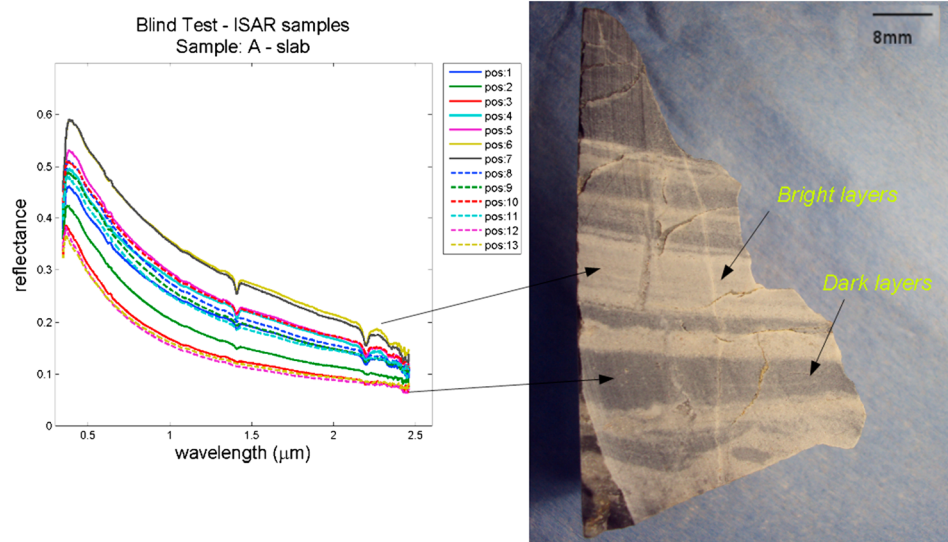 Blind Test - ISAR samples
Sample: A - slab
reflectance
0.6
0.5
0.4
0.3
0.2
0.1
0
0.5
1
1.5
2
2.5
wavelength (μm)
pos:1
pos:2
pos:3
pos:4
pos:5
pos:6
pos:7
pos:8
pos:9
pos:10
pos:11
pos:12
pos:13
8mm
Bright layers
Dark layers